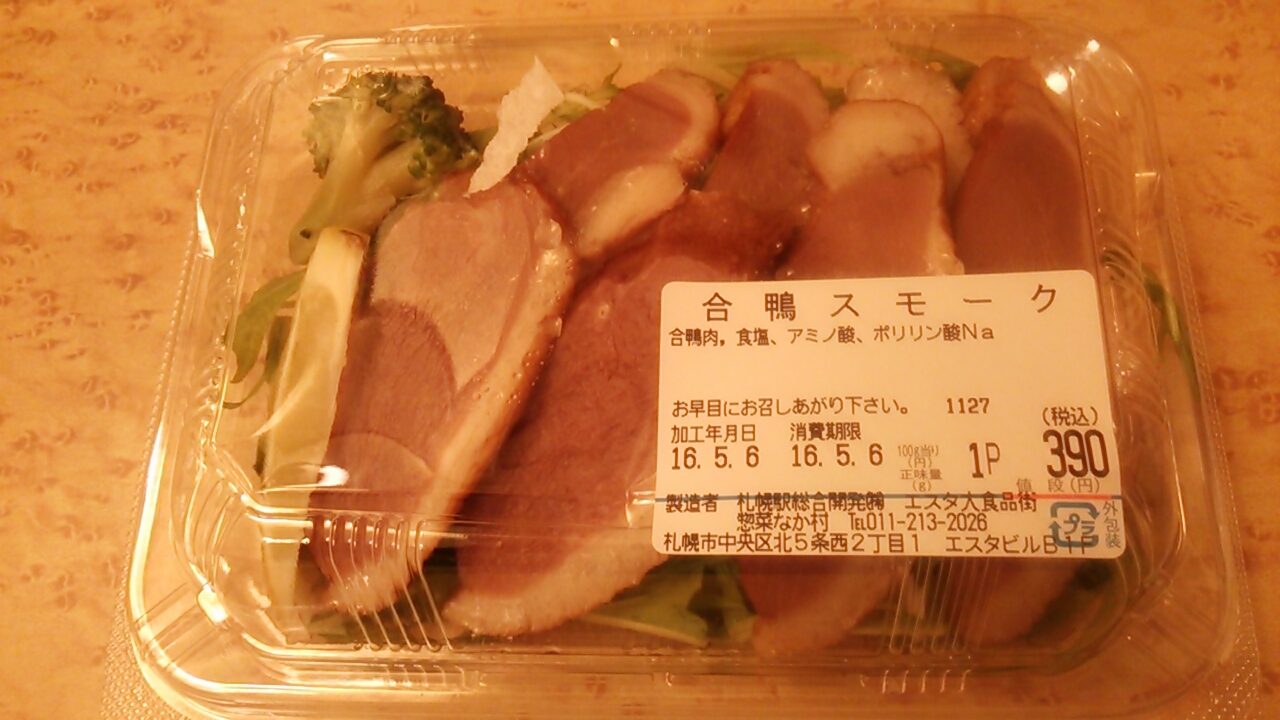 合鴨スモーク
合鴨肉，食塩、アミノ酸、ポリリン酸Na
お早目にお召しあがり下さい。 1127
加工年月日 消費期限 (税込)
16. 5. 6 16. 5. 6 100g当り(円) 正味量(g) 1P 390
値段(円)
製造者 札幌駅総合開発㈱ エスタ大食品街
惣菜なか村 ℡011-213-2026
札幌市中央区北5条西2丁目1 エスタビルB1F
プラ 外包装